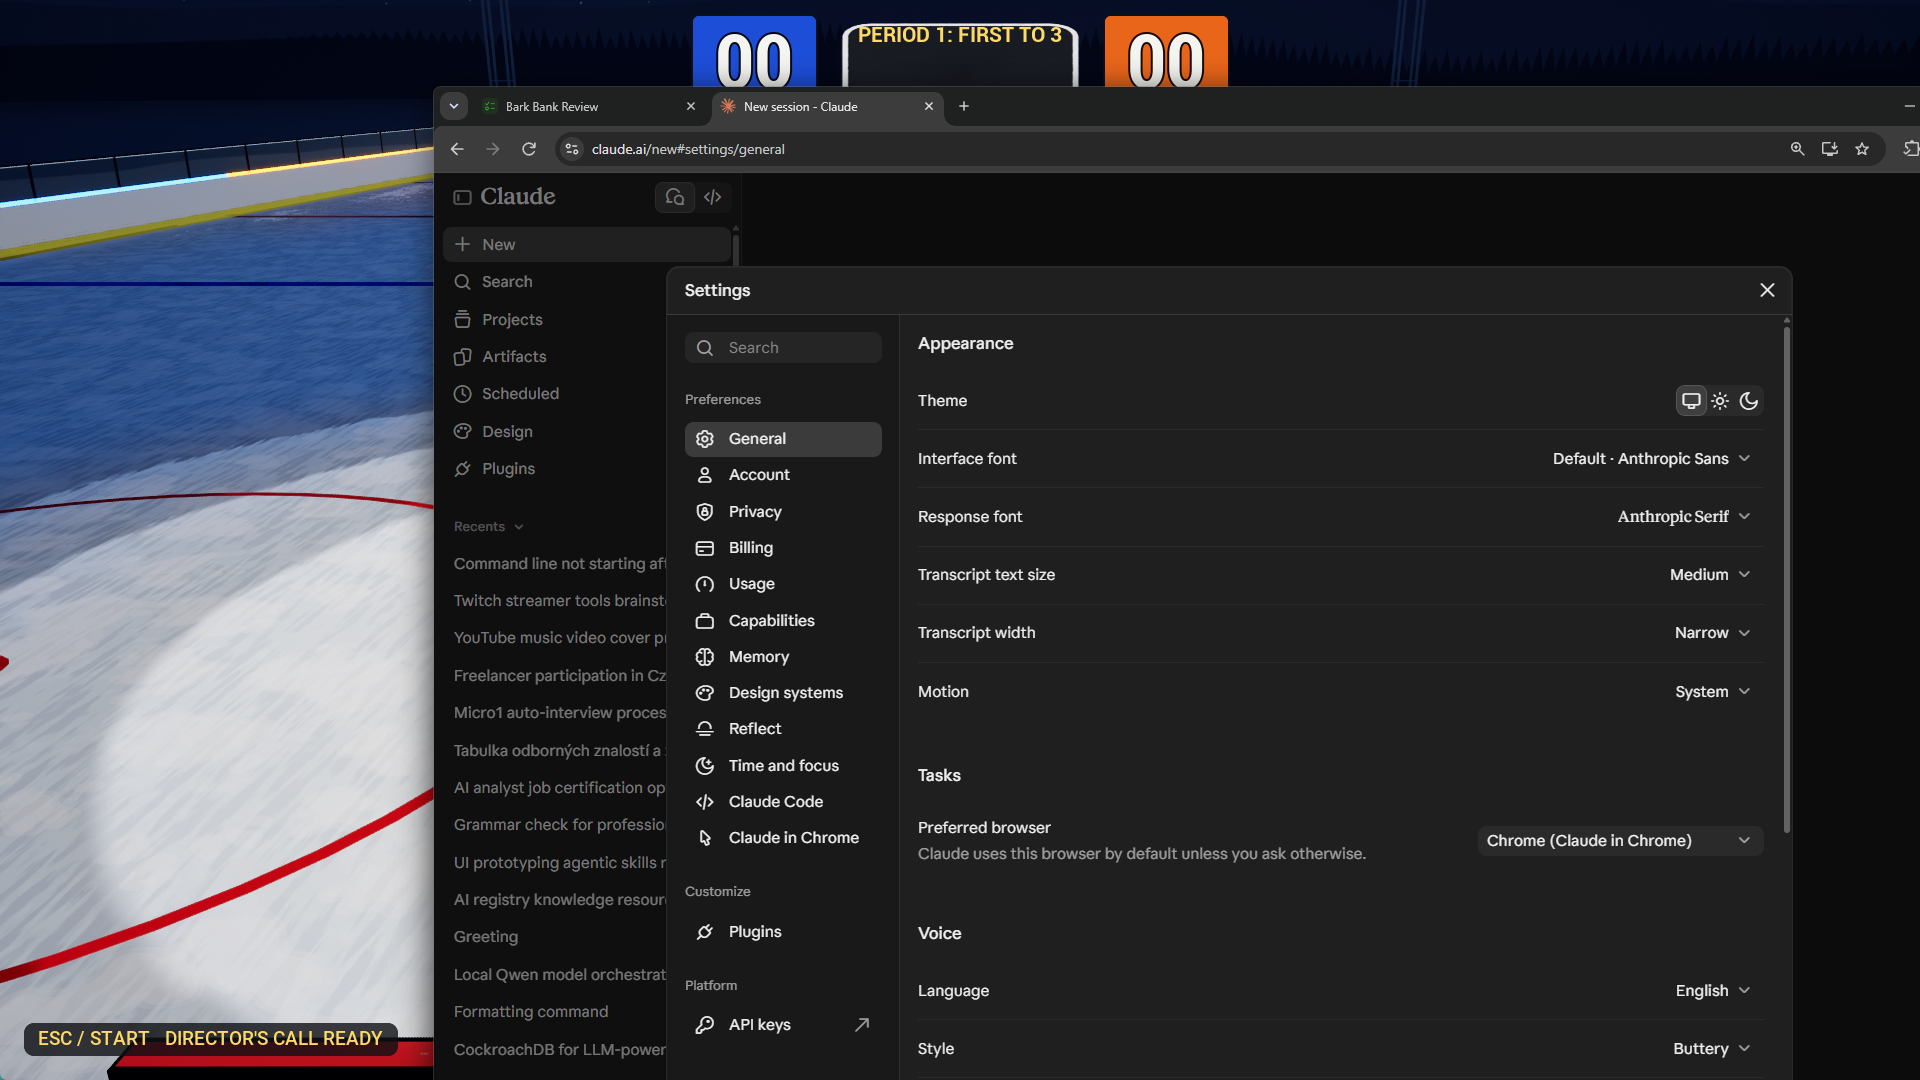 00
PERIOD 1: FIRST TO 3
00
Bark Bank Review
New session - Claude
claude.ai/new#settings/general
Claude
New
Search
Projects
Artifacts
Scheduled
Design
Plugins
Recents
Command line not starting aft
Twitch streamer tools brainst
YouTube music video cover p
Freelancer participation in Cz
Micro1 auto-interview proces
Tabulka odborných znalostí a
AI analyst job certification op
Grammar check for professio
UI prototyping agentic skills r
AI registry knowledge resour
Greeting
Local Qwen model orchestrat
Formatting command
CockroachDB for LLM-power
Settings
Search
Preferences
General
Account
Privacy
Billing
Usage
Capabilities
Memory
Design systems
Reflect
Time and focus
Claude Code
Claude in Chrome
Customize
Plugins
Platform
API keys
Appearance
Theme
Interface font
Default · Anthropic Sans
Response font
Anthropic Serif
Transcript text size
Medium
Transcript width
Narrow
Motion
System
Tasks
Preferred browser
Claude uses this browser by default unless you ask otherwise.
Chrome (Claude in Chrome)
Voice
Language
English
Style
Buttery
ESC / START DIRECTOR'S CALL READY